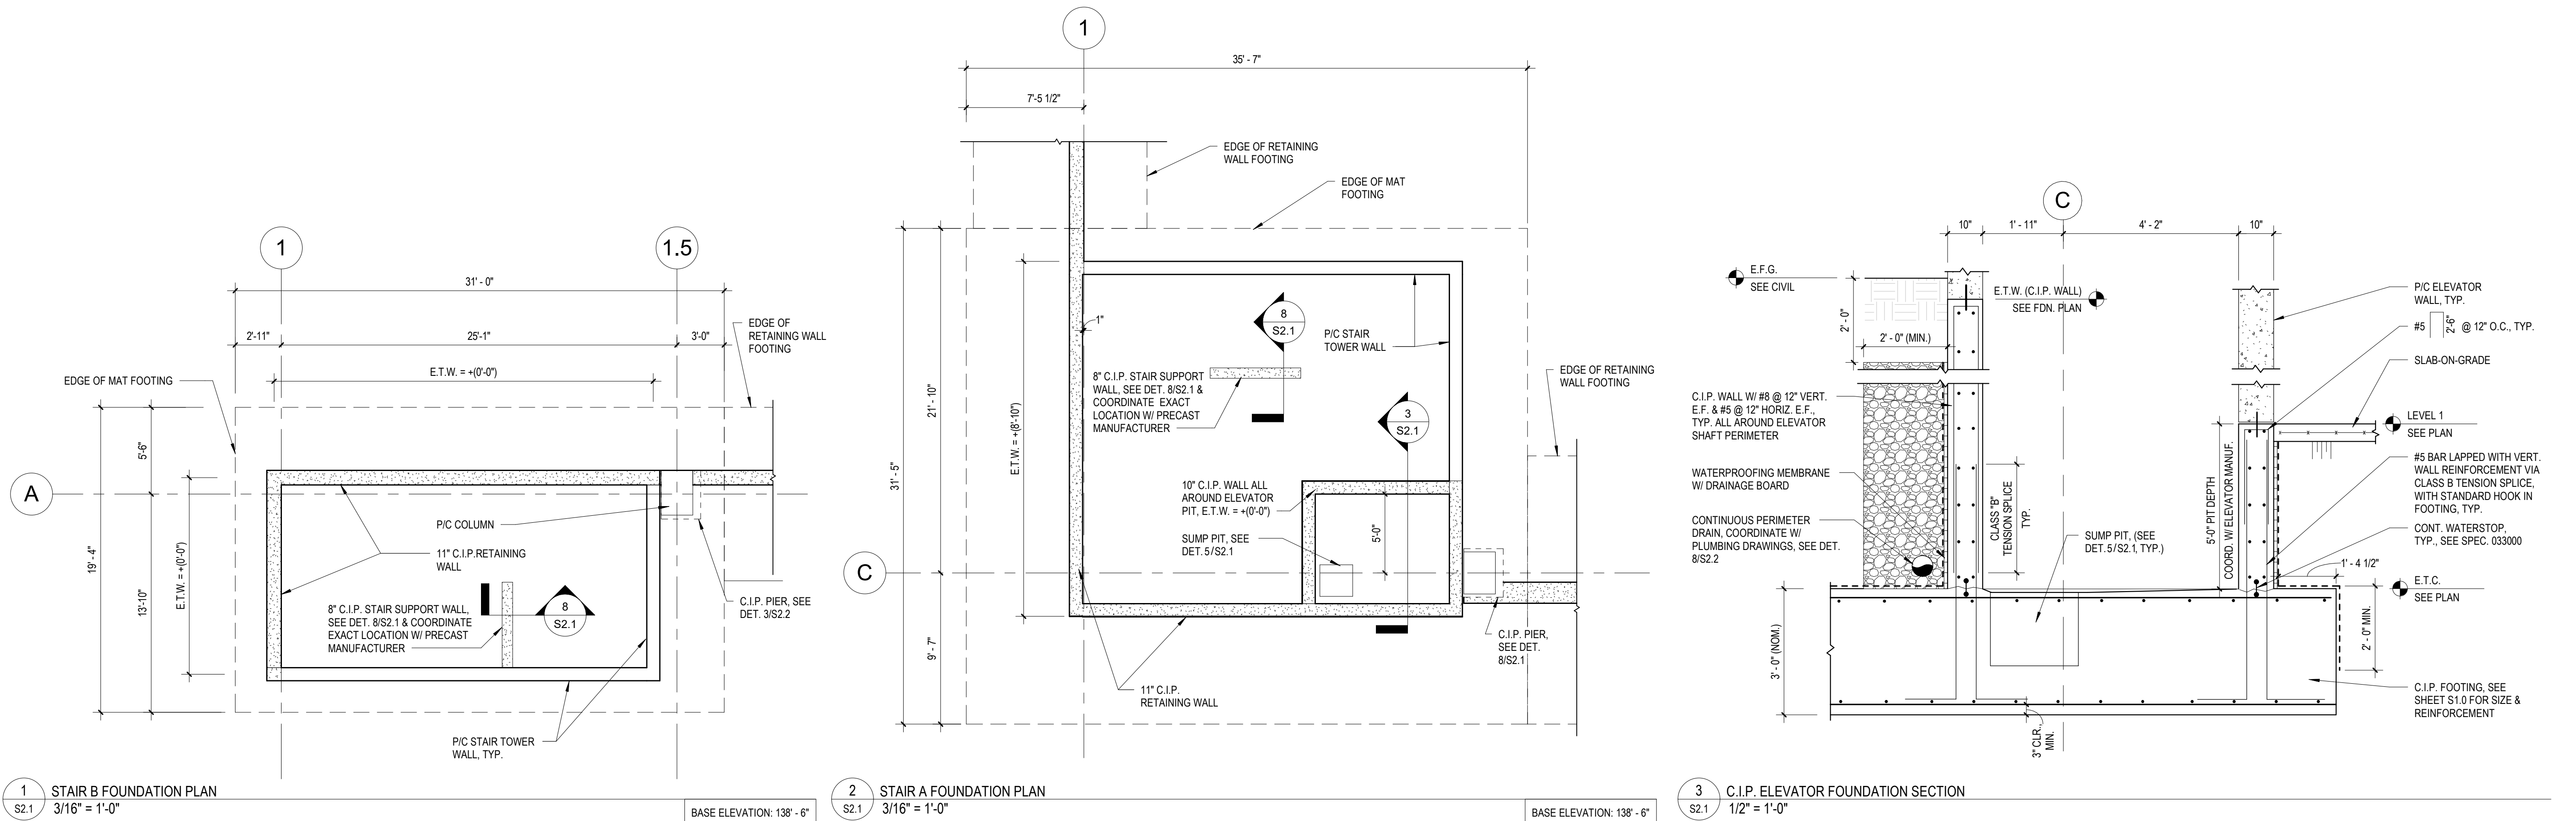 1
1.5
31' - 0"
2'-11"
25'-1"
3'-0"
EDGE OF
RETAINING WALL
FOOTING
E.T.W. = +(0'-0")
EDGE OF MAT FOOTING
5'-6"
A
19' - 4"
13'-10"
E.T.W. = +(0'-0")
P/C COLUMN
11" C.I.P.RETAINING
WALL
8" C.I.P. STAIR SUPPORT WALL,
SEE DET. 8/S2.1 & COORDINATE
EXACT LOCATION W/ PRECAST
MANUFACTURER
8
S2.1
C.I.P. PIER, SEE
DET. 3/S2.2
P/C STAIR TOWER
WALL, TYP.
1
S2.1
STAIR B FOUNDATION PLAN
3/16" = 1'-0"
BASE ELEVATION: 138' - 6"
1
35' - 7"
7'-5 1/2"
EDGE OF RETAINING
WALL FOOTING
EDGE OF MAT
FOOTING
1"
8
S2.1
P/C STAIR
TOWER WALL
8" C.I.P. STAIR SUPPORT
WALL, SEE DET. 8/S2.1 &
COORDINATE EXACT
LOCATION W/ PRECAST
MANUFACTURER
E.T.W. = +(8'-10")
21' - 10"
31' - 5"
3
S2.1
EDGE OF RETAINING
WALL FOOTING
10" C.I.P. WALL ALL
AROUND ELEVATOR
PIT, E.T.W. = +(0'-0")
SUMP PIT, SEE
DET. 5/S2.1
5'-0"
C
9' - 7"
C.I.P. PIER,
SEE DET.
8/S2.1
11" C.I.P.
RETAINING WALL
2
S2.1
STAIR A FOUNDATION PLAN
3/16" = 1'-0"
BASE ELEVATION: 138' - 6"
C
10"
1' - 11"
4' - 2"
10"
E.F.G.
SEE CIVIL
E.T.W. (C.I.P. WALL)
SEE FDN. PLAN
2' - 0"
2' - 0" (MIN.)
P/C ELEVATOR
WALL, TYP.
#5 2'-6" @ 12" O.C., TYP.
SLAB-ON-GRADE
C.I.P. WALL W/ #8 @ 12" VERT.
E.F. & #5 @ 12" HORIZ. E.F.,
TYP. ALL AROUND ELEVATOR
SHAFT PERIMETER
LEVEL 1
SEE PLAN
WATERPROOFING MEMBRANE
W/ DRAINAGE BOARD
CLASS "B"
TENSION SPLICE
TYP.
5'-0" PIT DEPTH
COORD. W/ ELEVATOR MANUF.
#5 BAR LAPPED WITH VERT.
WALL REINFORCEMENT VIA
CLASS B TENSION SPLICE,
WITH STANDARD HOOK IN
FOOTING, TYP.
CONTINUOUS PERIMETER
DRAIN, COORDINATE W/
PLUMBING DRAWINGS, SEE DET.
8/S2.2
SUMP PIT, (SEE
DET. 5/S2.1, TYP.)
CONT. WATERSTOP,
TYP., SEE SPEC. 033000
1' - 4 1/2"
E.T.C.
SEE PLAN
3' - 0" (NOM.)
2' - 0" MIN.
C.I.P. FOOTING, SEE
SHEET S1.0 FOR SIZE &
REINFORCEMENT
3" CLR.,
MIN.
3
S2.1
C.I.P. ELEVATOR FOUNDATION SECTION
1/2" = 1'-0"